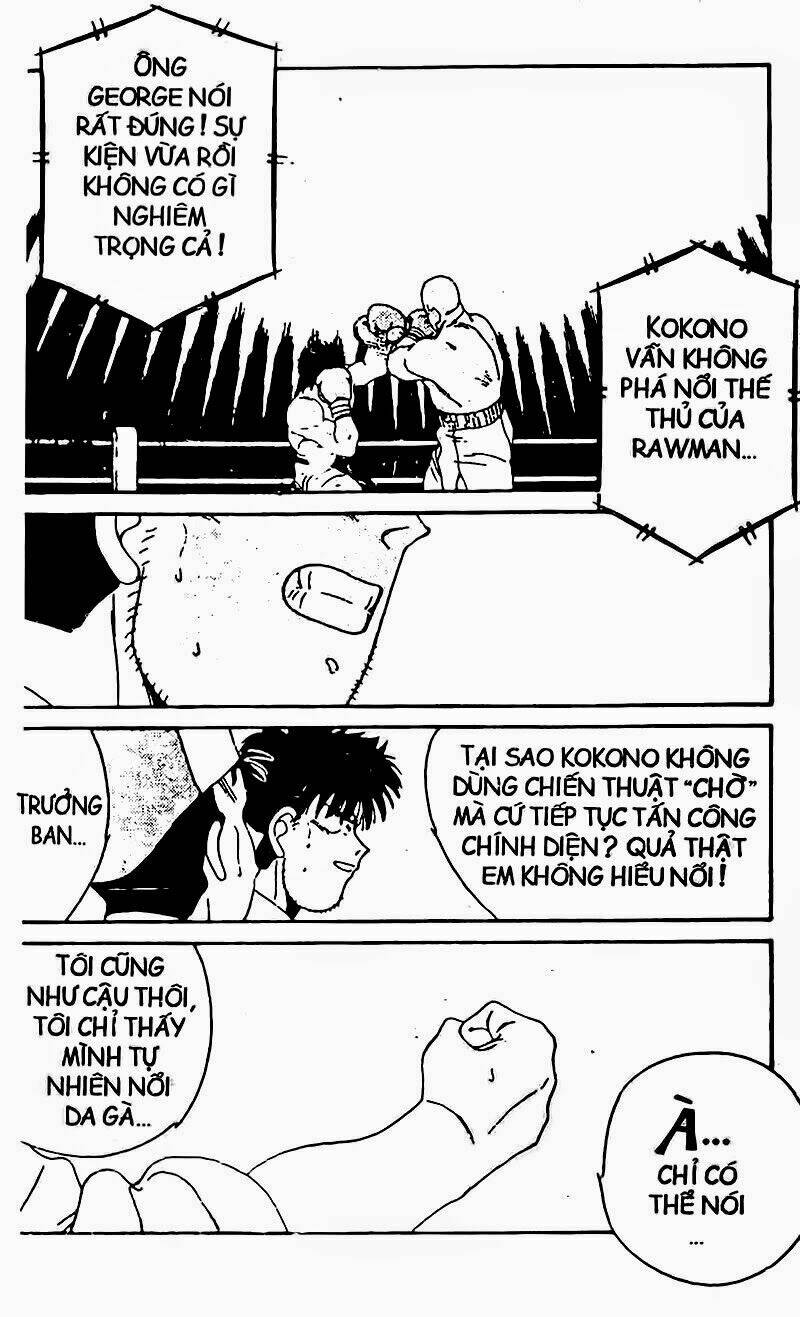 ÔNG
GEORGE NÓI
RẤT ĐÚNG! SỰ
KIỆN VỪA RỒI
KHÔNG CÓ GÌ
NGHIÊM
TRỌNG CẢ!
KOKONO
VẪN KHÔNG
PHÁ NỔI THẾ
THỦ CỦA
RAWMAN...
TRƯỞNG
BAN...
TẠI SAO KOKONO KHÔNG
DÙNG CHIẾN THUẬT "CHỜ"
MÀ CỨ TIẾP TỤC TẤN CÔNG
CHÍNH DIỆN? QUẢ THẬT
EM KHÔNG HIỂU NỔI!
TÔI CŨNG
NHƯ CẬU THÔI,
TÔI CHỈ THẤY
MÌNH TỰ
NHIÊN NỔI
DA GÀ...
À...
CHỈ CÓ
THỂ NÓI
...